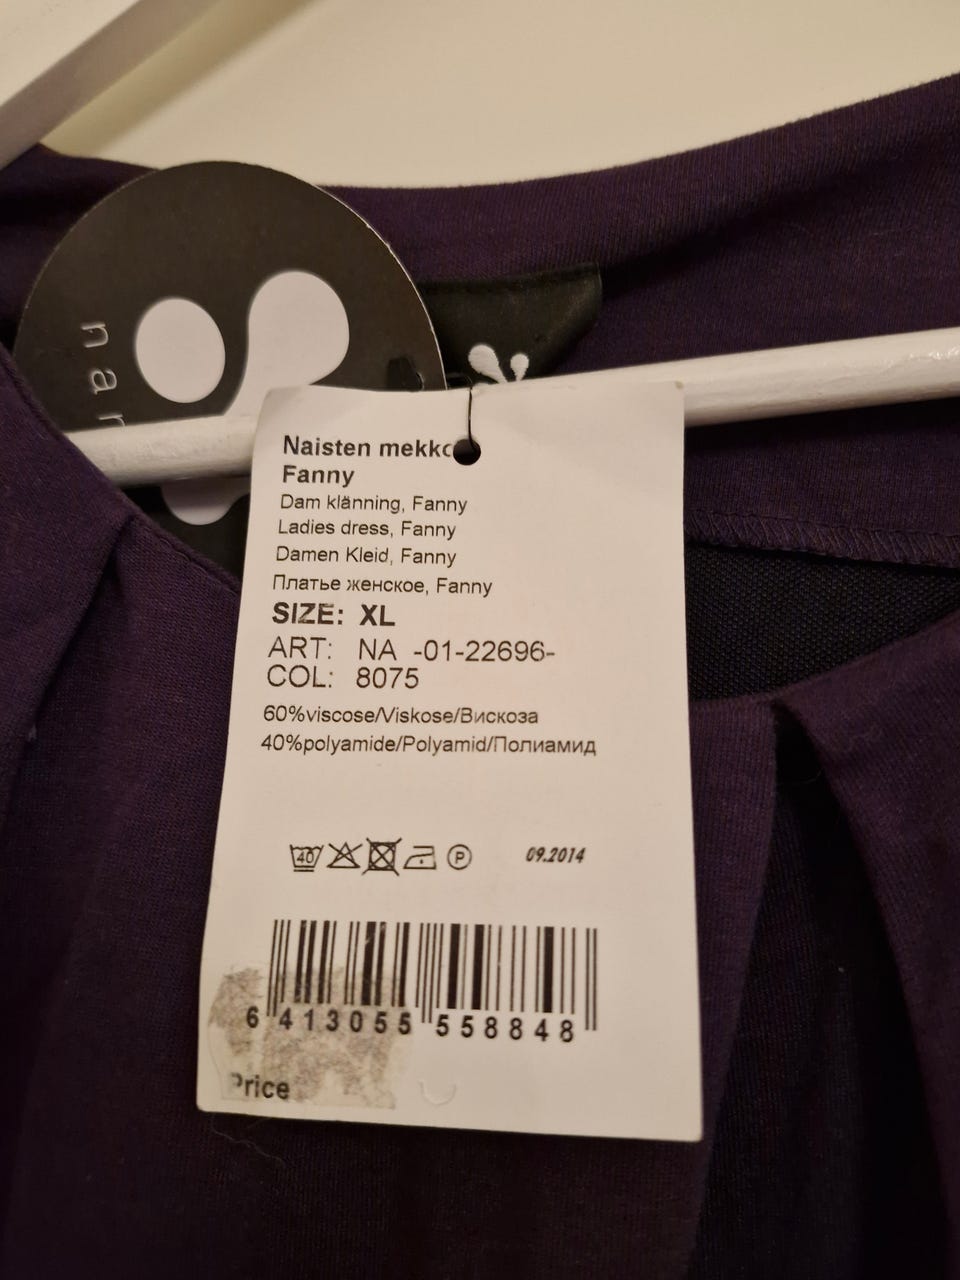 nar
Naisten mekko
Fanny
Dam klänning, Fanny
Ladies dress, Fanny
Damen Kleid, Fanny
Платье женское, Fanny
SIZE: XL
ART: NA -01-22696-
COL: 8075
60%viscose/Viskose/Вискоза
40%polyamide/Polyamid/Полиамид
40 P 09.2014
6 413055 558848
Price